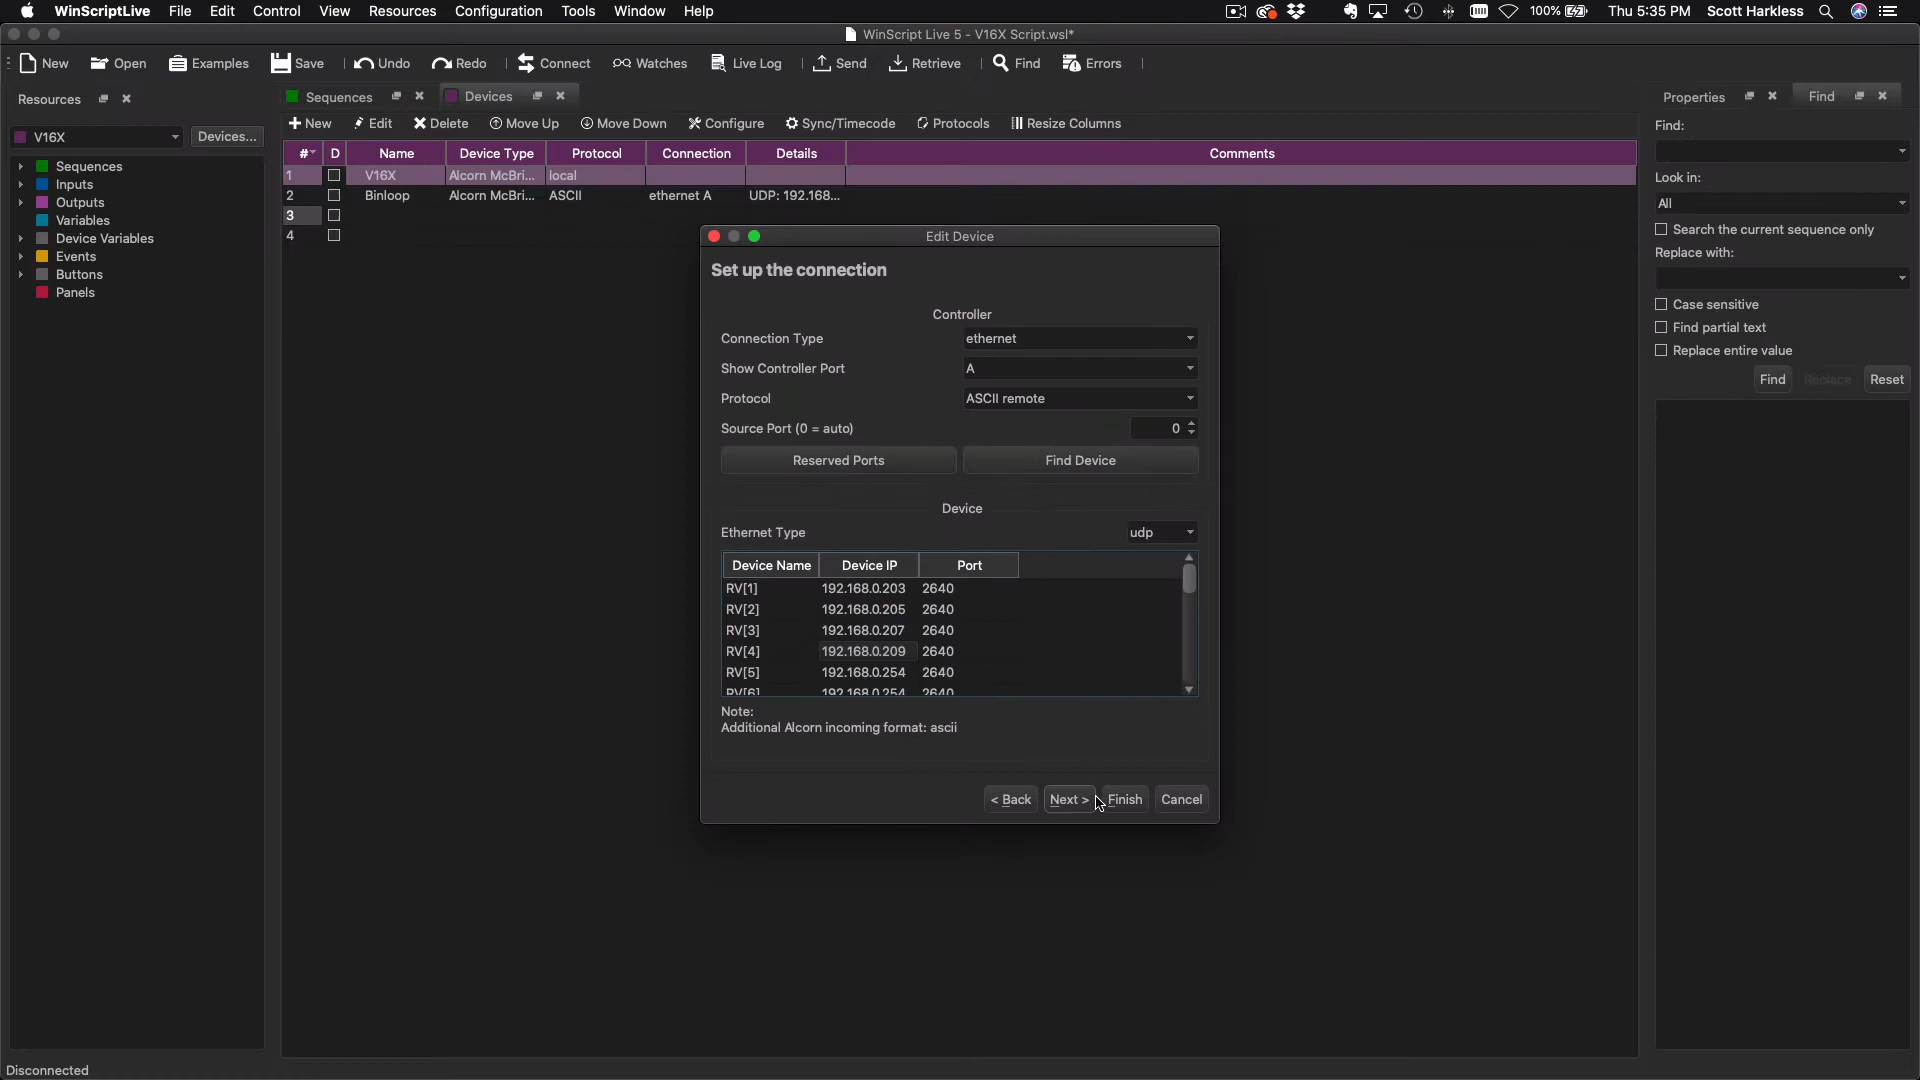 WinScriptLive File Edit Control View Resources Configuration Tools Window Help 100% Thu 5:35 PM Scott Harkless
WinScript Live 5 - V16X Script.wsl*
New Open Examples Save Undo Redo Connect Watches Live Log Send Retrieve Find Errors
Resources
Sequences Devices
Properties Find
V16X Devices...
New Edit Delete Move Up Move Down Configure Sync/Timecode Protocols Resize Columns
# D Name Device Type Protocol Connection Details Comments
1 V16X Alcorn McBri... local
2 Binloop Alcorn McBri... ASCII ethernet A UDP: 192.168...
3
4
Sequences
Inputs
Outputs
Variables
Device Variables
Events
Buttons
Panels
Edit Device
Set up the connection
Controller
Connection Type ethernet
Show Controller Port A
Protocol ASCII remote
Source Port (0 = auto) 0
Reserved Ports Find Device
Device
Ethernet Type udp
Device Name Device IP Port
RV[1] 192.168.0.203 2640
RV[2] 192.168.0.205 2640
RV[3] 192.168.0.207 2640
RV[4] 192.168.0.209 2640
RV[5] 192.168.0.254 2640
RV[6] 192.168.0.254 2640
Note:
Additional Alcorn incoming format: ascii
< Back Next > Finish Cancel
Find:
Look in:
All
Search the current sequence only
Replace with:
Case sensitive
Find partial text
Replace entire value
Find Replace Reset
Disconnected